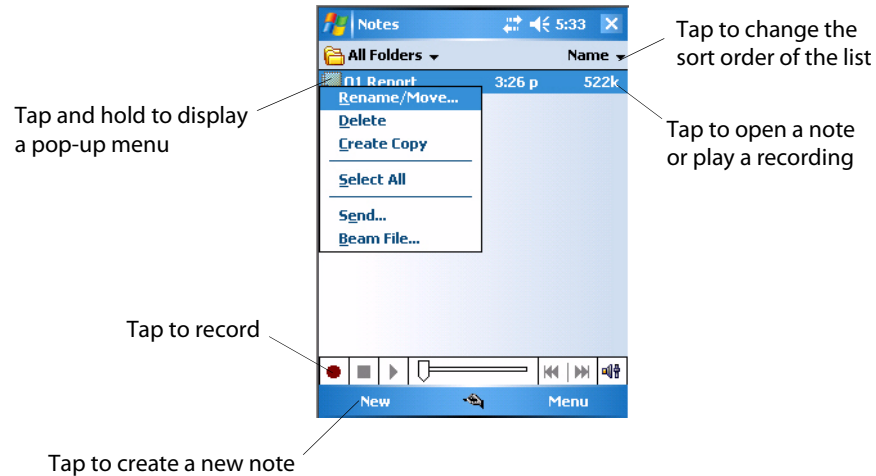 Notes 5:33
Tap to change the
sort order of the list
All Folders Name
01 Report 3:26 p 522k
Tap and hold to display
a pop-up menu
Rename/Move...
Delete
Create Copy
Select All
Send...
Beam File...
Tap to open a note
or play a recording
Tap to record
New Menu
Tap to create a new note